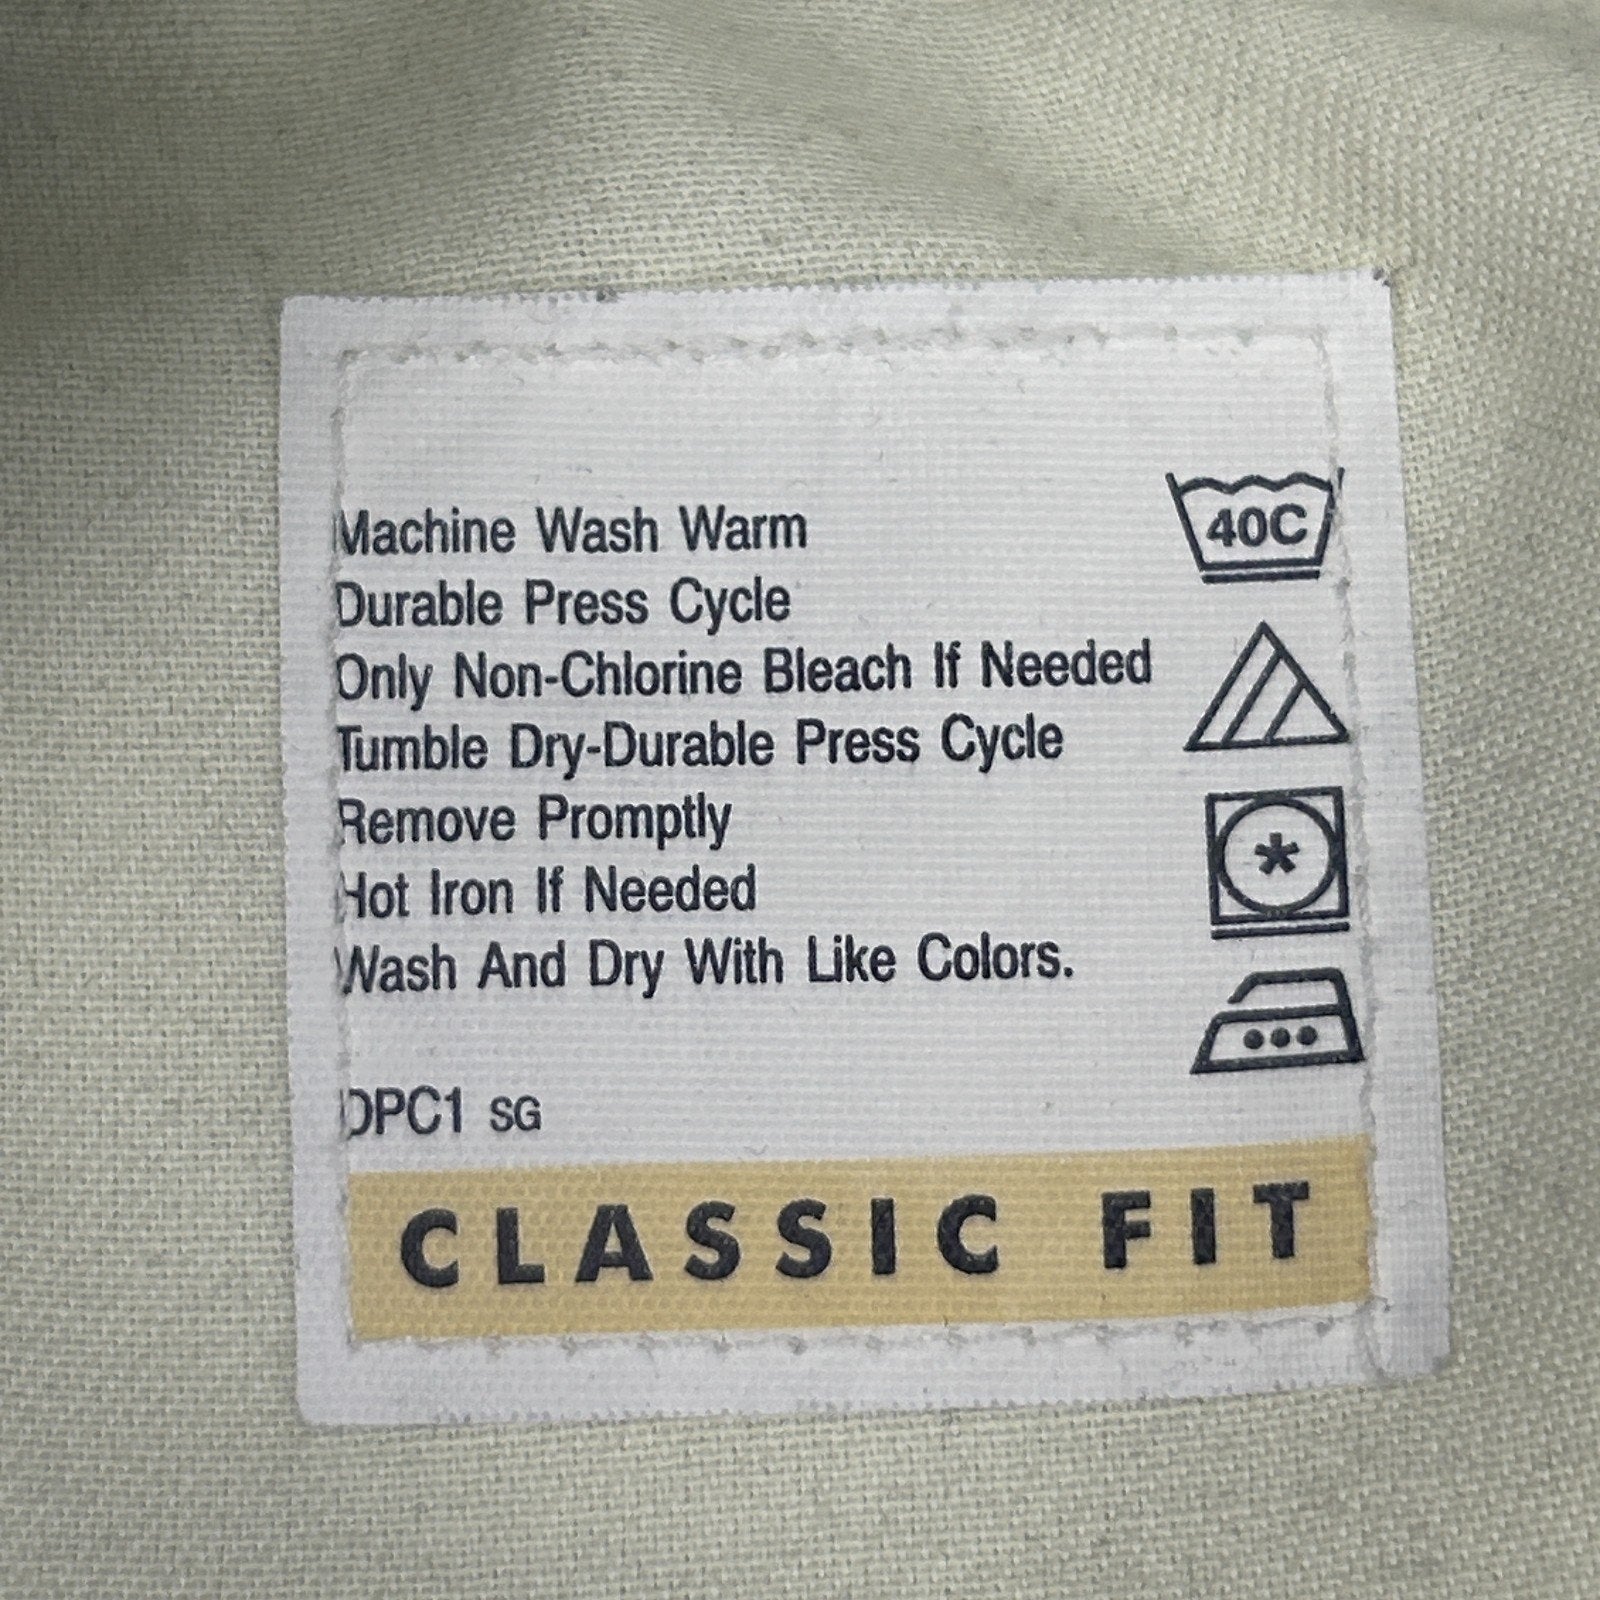 Machine Wash Warm
40C
Durable Press Cycle
Only Non-Chlorine Bleach If Needed
Tumble Dry-Durable Press Cycle
Remove Promptly
Hot Iron If Needed
Wash And Dry With Like Colors.
DPC1 SG
CLASSIC FIT